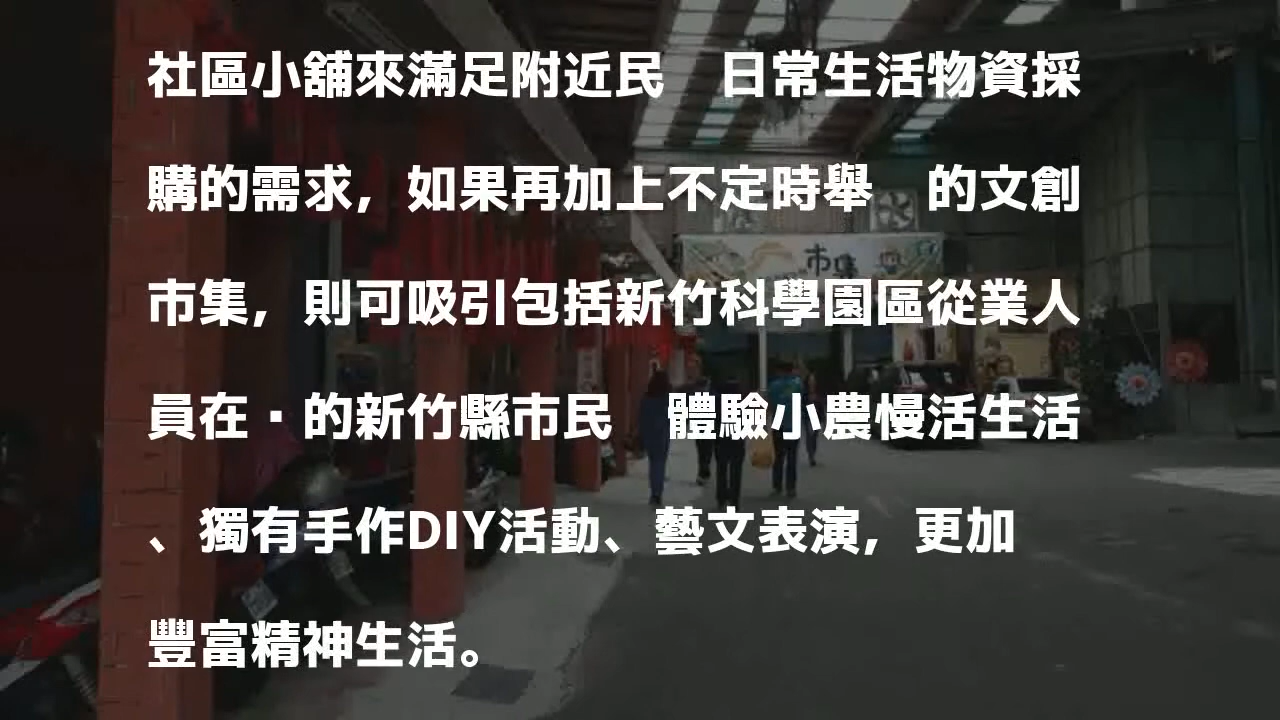 社區小舖來滿足附近民　日常生活物資採
購的需求，如果再加上不定時舉　的文創
市集，則可吸引包括新竹科學園區從業人
員在·的新竹縣市民　體驗小農慢活生活
、獨有手作DIY活動、藝文表演，更加
豐富精神生活。
市集